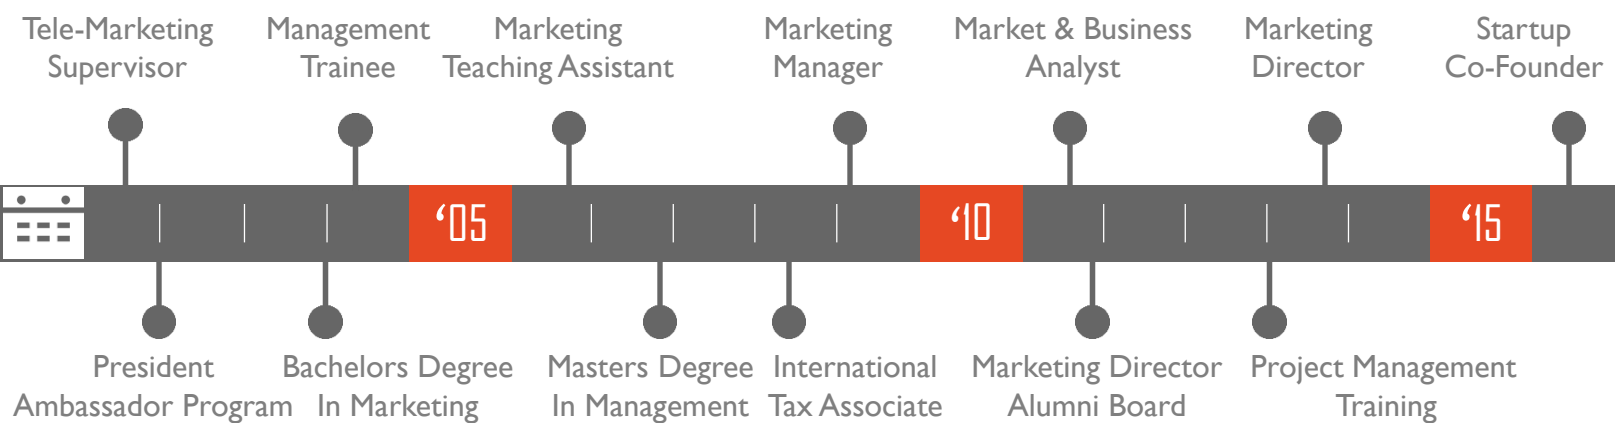 Tele-Marketing
Supervisor
Management
Trainee
Marketing
Teaching Assistant
Marketing
Manager
Market & Business
Analyst
Marketing
Director
Startup
Co-Founder
‘05
‘10
‘15
President
Ambassador Program
Bachelors Degree
In Marketing
Masters Degree
In Management
International
Tax Associate
Marketing Director
Alumni Board
Project Management
Training